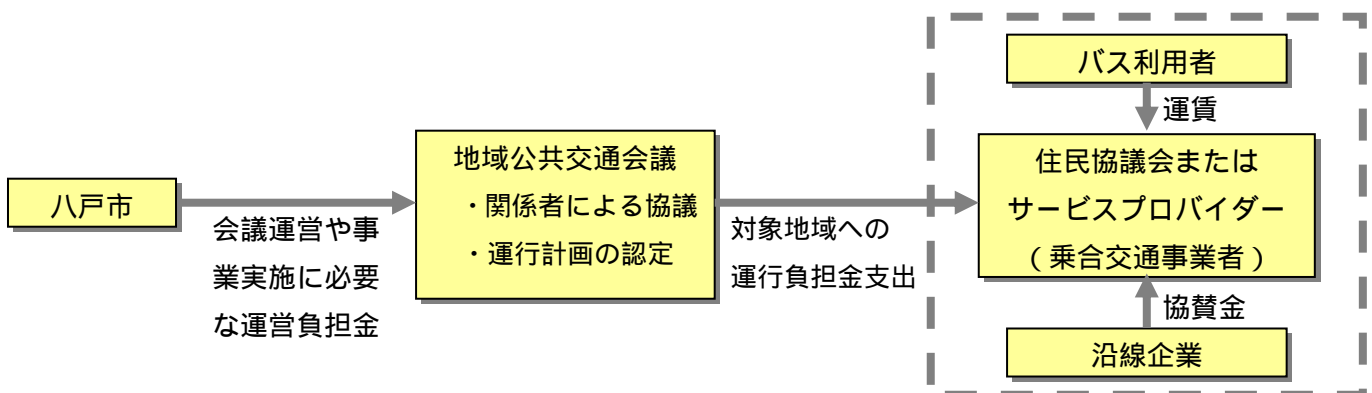 八戸市
会議運営や事
業実施に必要
な運営負担金
地域公共交通会議
・関係者による協議
・運行計画の認定
対象地域への
運行負担金支出
バス利用者
運賃
住民協議会または
サービスプロバイダー
（乗合交通事業者）
協賛金
沿線企業